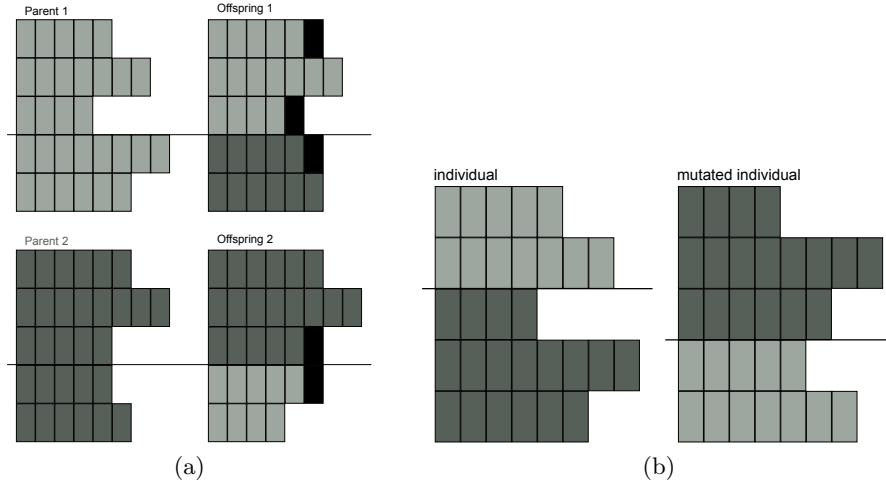 Parent 1
Offspring 1
Parent 2
Offspring 2
(a)
individual
mutated individual
(b)